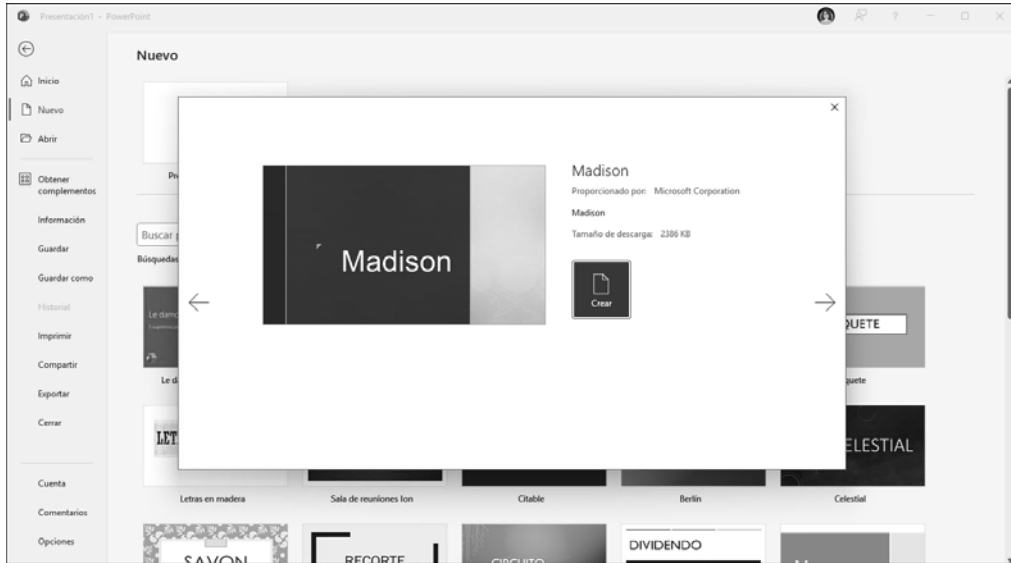 Presentación1 - PowerPoint
?
Nuevo
Inicio
Nuevo
Abrir
Obtener
complementos
Información
Guardar
Guardar como
Historial
Imprimir
Compartir
Exportar
Cerrar
Cuenta
Comentarios
Opciones
Buscar
Búsquedas
Madison
Madison
Proporcionado por: Microsoft Corporation
Madison
Tamaño de descarga: 2386 KB
Crear
Letras en madera
Sala de reuniones Ion
Citable
Berlín
CELESTIAL
Celestial
SAVON
RECORTE
CIRCUITO
DIVIDENDO